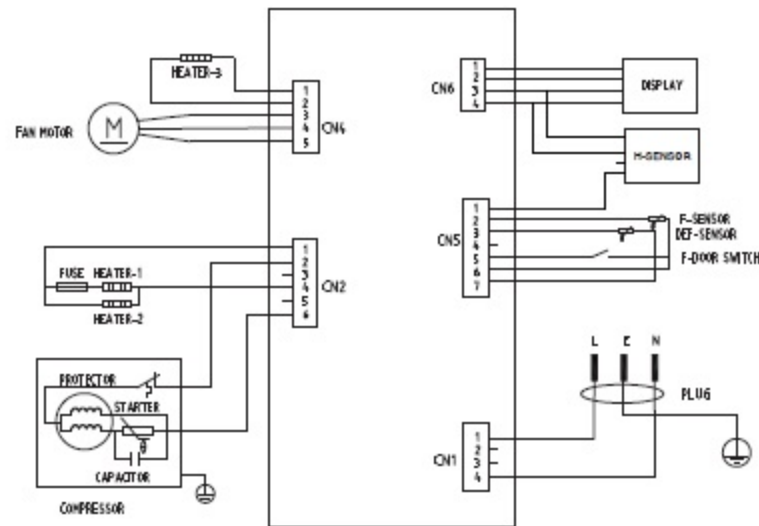 HEATER-3
FAN MOTOR
M
1
2
3
4
5
CN4
CN6
1
2
3
4
DISPLAY
H-SENSOR
CN5
1
2
3
4
5
6
7
F-SENSOR
DEF-SENSOR
F-DOOR SWITCH
FUSE HEATER-1
HEATER-2
1
2
3
4
5
6
CN2
PROTECTOR
STARTER
θ
CAPACITOR
COMPRESSOR
L E N
PLUG
CN1
1
2
3
4